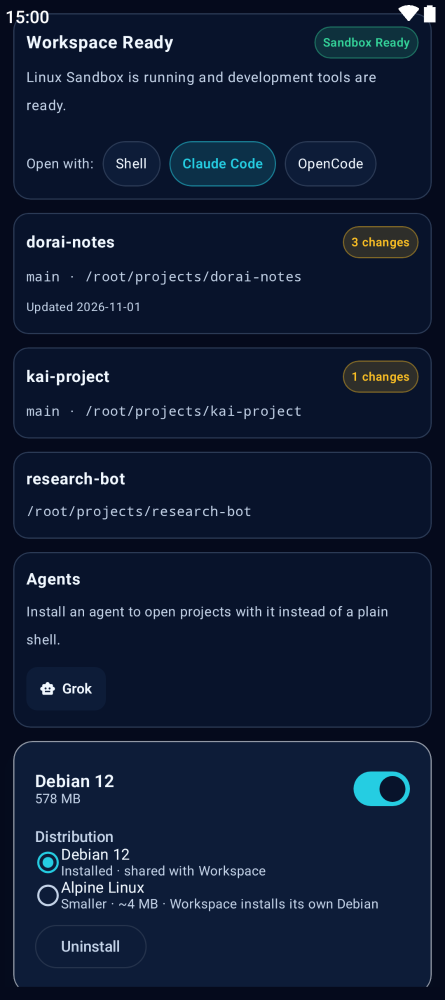 15:00
Workspace Ready
Sandbox Ready
Linux Sandbox is running and development tools are
ready.
Open with:
Shell
Claude Code
OpenCode
dorai-notes
3 changes
main · /root/projects/dorai-notes
Updated 2026-11-01
kai-project
1 changes
main · /root/projects/kai-project
research-bot
/root/projects/research-bot
Agents
Install an agent to open projects with it instead of a plain
shell.
Grok
Debian 12
578 MB
Distribution
Debian 12
Installed · shared with Workspace
Alpine Linux
Smaller · ~4 MB · Workspace installs its own Debian
Uninstall